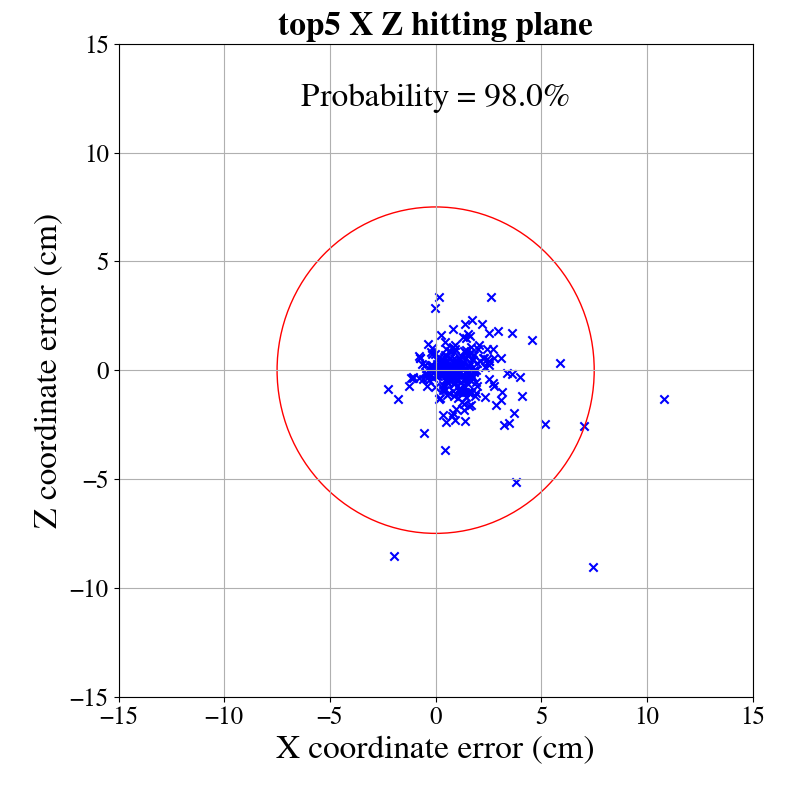 top5 X Z hitting plane
Probability = 98.0%
15
10
5
0
−5
−10
−15
Z coordinate error (cm)
−15 −10 −5 0 5 10 15
X coordinate error (cm)